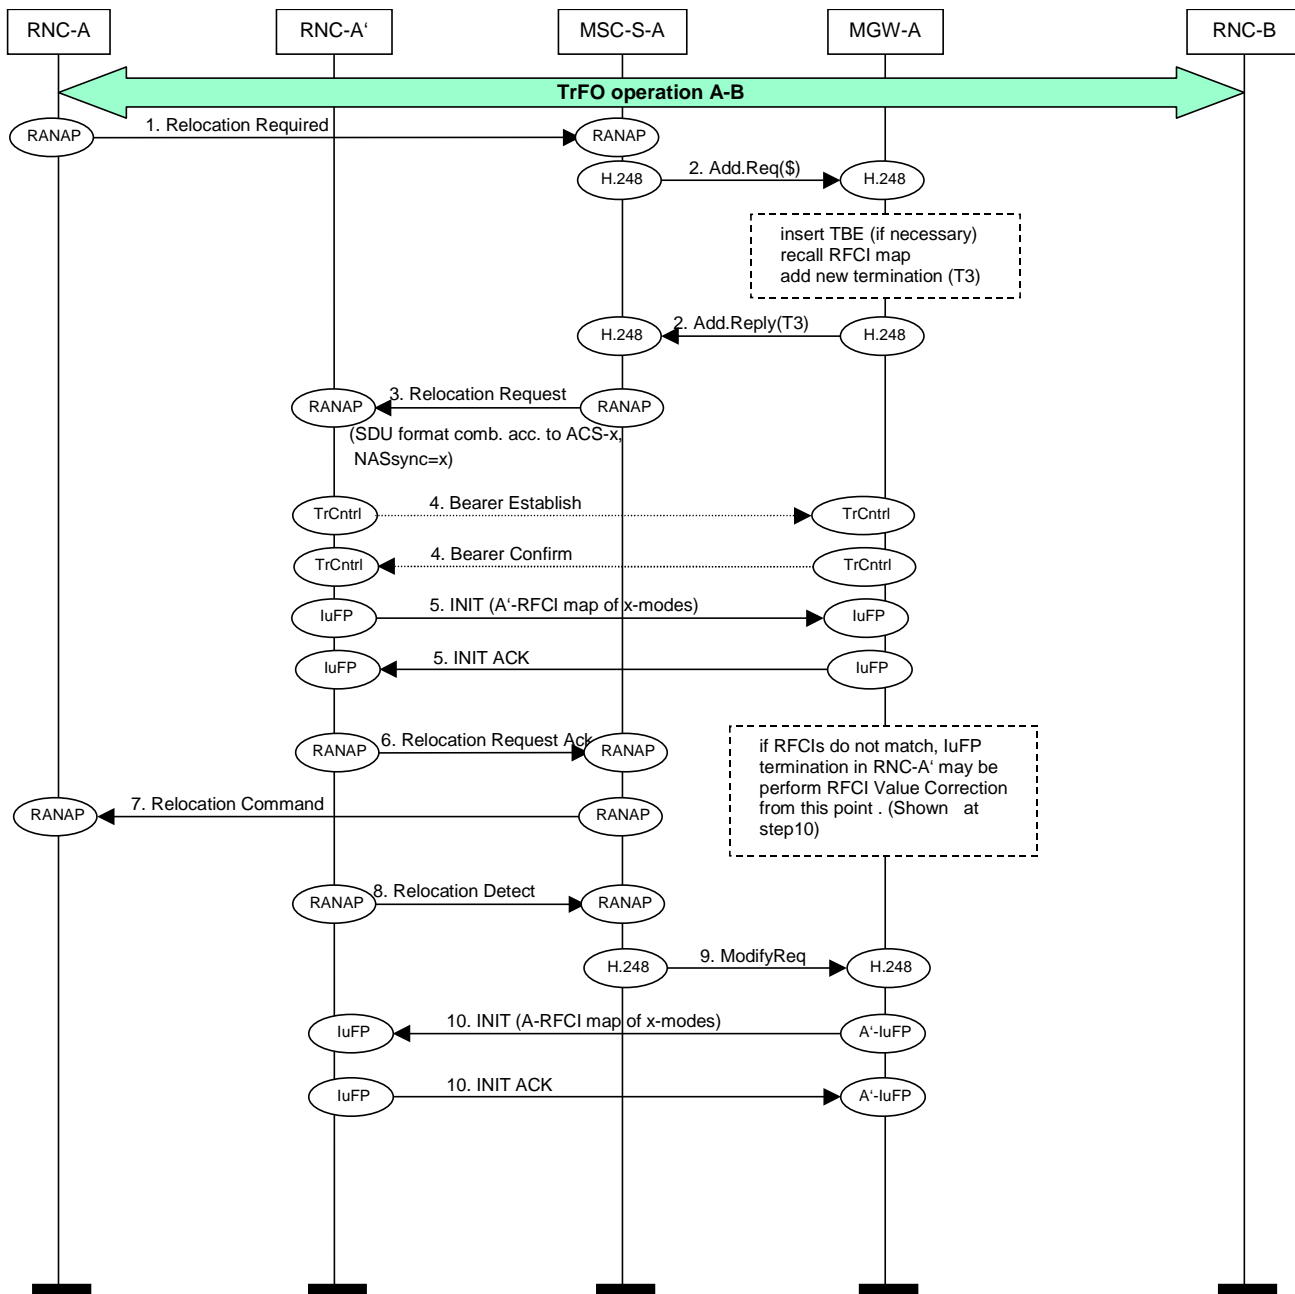 RNC-A
RNC-A‘
MSC-S-A
MGW-A
RNC-B
TrFO operation A-B
1. Relocation Required
RANAP
RANAP
H.248
2. Add.Req($)
H.248
insert TBE (if necessary)
recall RFCI map
add new termination (T3)
H.248
2. Add.Reply(T3)
H.248
RANAP
3. Relocation Request
RANAP
(SDU format comb. acc. to ACS-x,
NASsync=x)
TrCntrl
4. Bearer Establish
TrCntrl
TrCntrl
4. Bearer Confirm
TrCntrl
IuFP
5. INIT (A‘-RFCI map of x-modes)
IuFP
IuFP
5. INIT ACK
IuFP
RANAP
6. Relocation Request Ack
RANAP
if RFCIs do not match, IuFP
termination in RNC-A‘ may be
perform RFCI Value Correction
from this point . (Shown at
step10)
RANAP
7. Relocation Command
RANAP
RANAP
8. Relocation Detect
RANAP
H.248
9. ModifyReq
H.248
IuFP
10. INIT (A-RFCI map of x-modes)
A‘-IuFP
IuFP
10. INIT ACK
A‘-IuFP